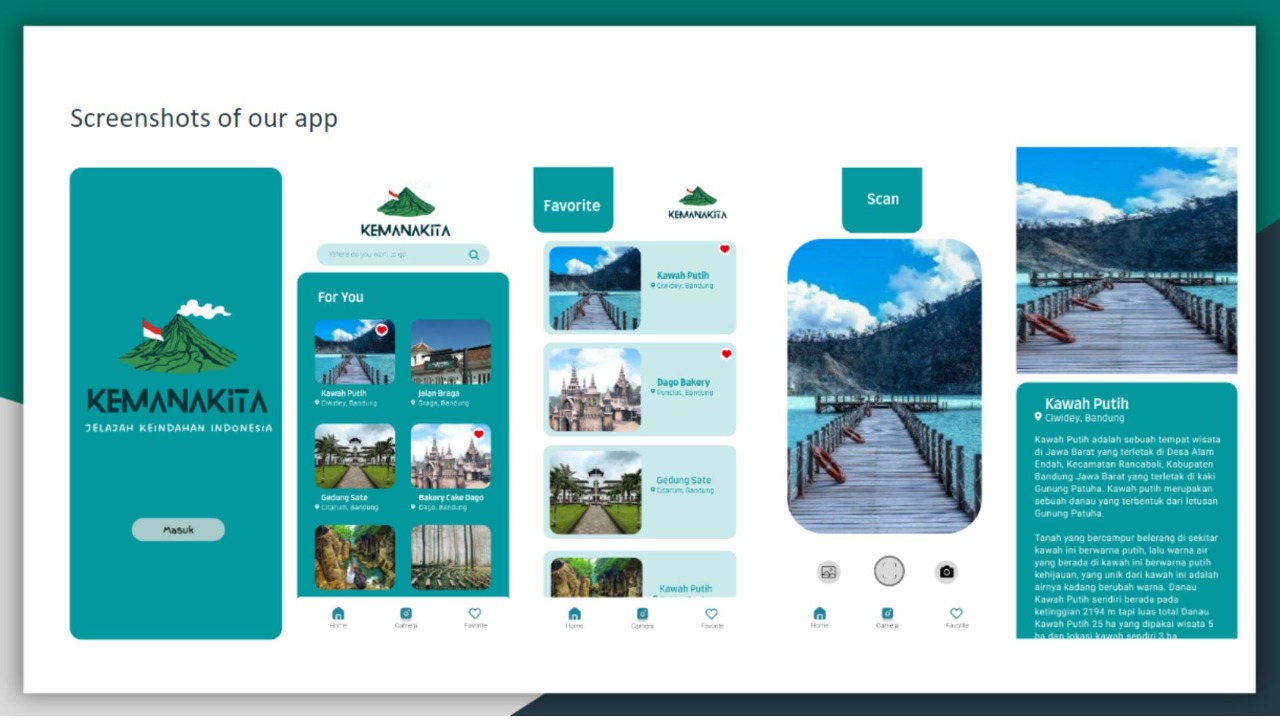 Screenshots of our app
KEMANAKITA
JELAJAH KEINDAHAN INDONESIA
Masuk
KEMANAKITA
Where do you want to go
For You
Kawah Putih
Ciwidey, Bandung
Jalan Braga
Braga, Bandung
Gedung Sate
Citarum, Bandung
Bakery Cake Dago
Dago, Bandung
Home
Camera
Favorite
Favorite
KEMANAKITA
Kawah Putih
Ciwidey, Bandung
Dago Bakery
Bandung
Gedung Sate
Citarum, Bandung
Kawah Putih
Home
Camera
Favorite
Scan
Home
Camera
Favorite
Kawah Putih
Ciwidey, Bandung
Kawah Putih adalah sebuah tempat wisata
di Jawa Barat yang terletak di Desa Alam
Endah, Kecamatan Rancabali, Kabupaten
Bandung Jawa Barat yang terletak di kaki
Gunung Patuha. Kawah putih merupakan
sebuah danau yang terbentuk dari letusan
Gunung Patuha.
Tanah yang bercampur belerang di sekitar
kawah ini berwarna putih, lalu warna air
yang berada di kawah ini berwarna putih
kehijauan, yang unik dari kawah ini adalah
airnya kadang berubah warna. Danau
Kawah Putih sendiri berada pada
ketinggian 2194 m tapi luas total Danau
Kawah Putih 25 ha yang dipakai wisata 5
ha dan lokasi kawah sendiri 3 ha